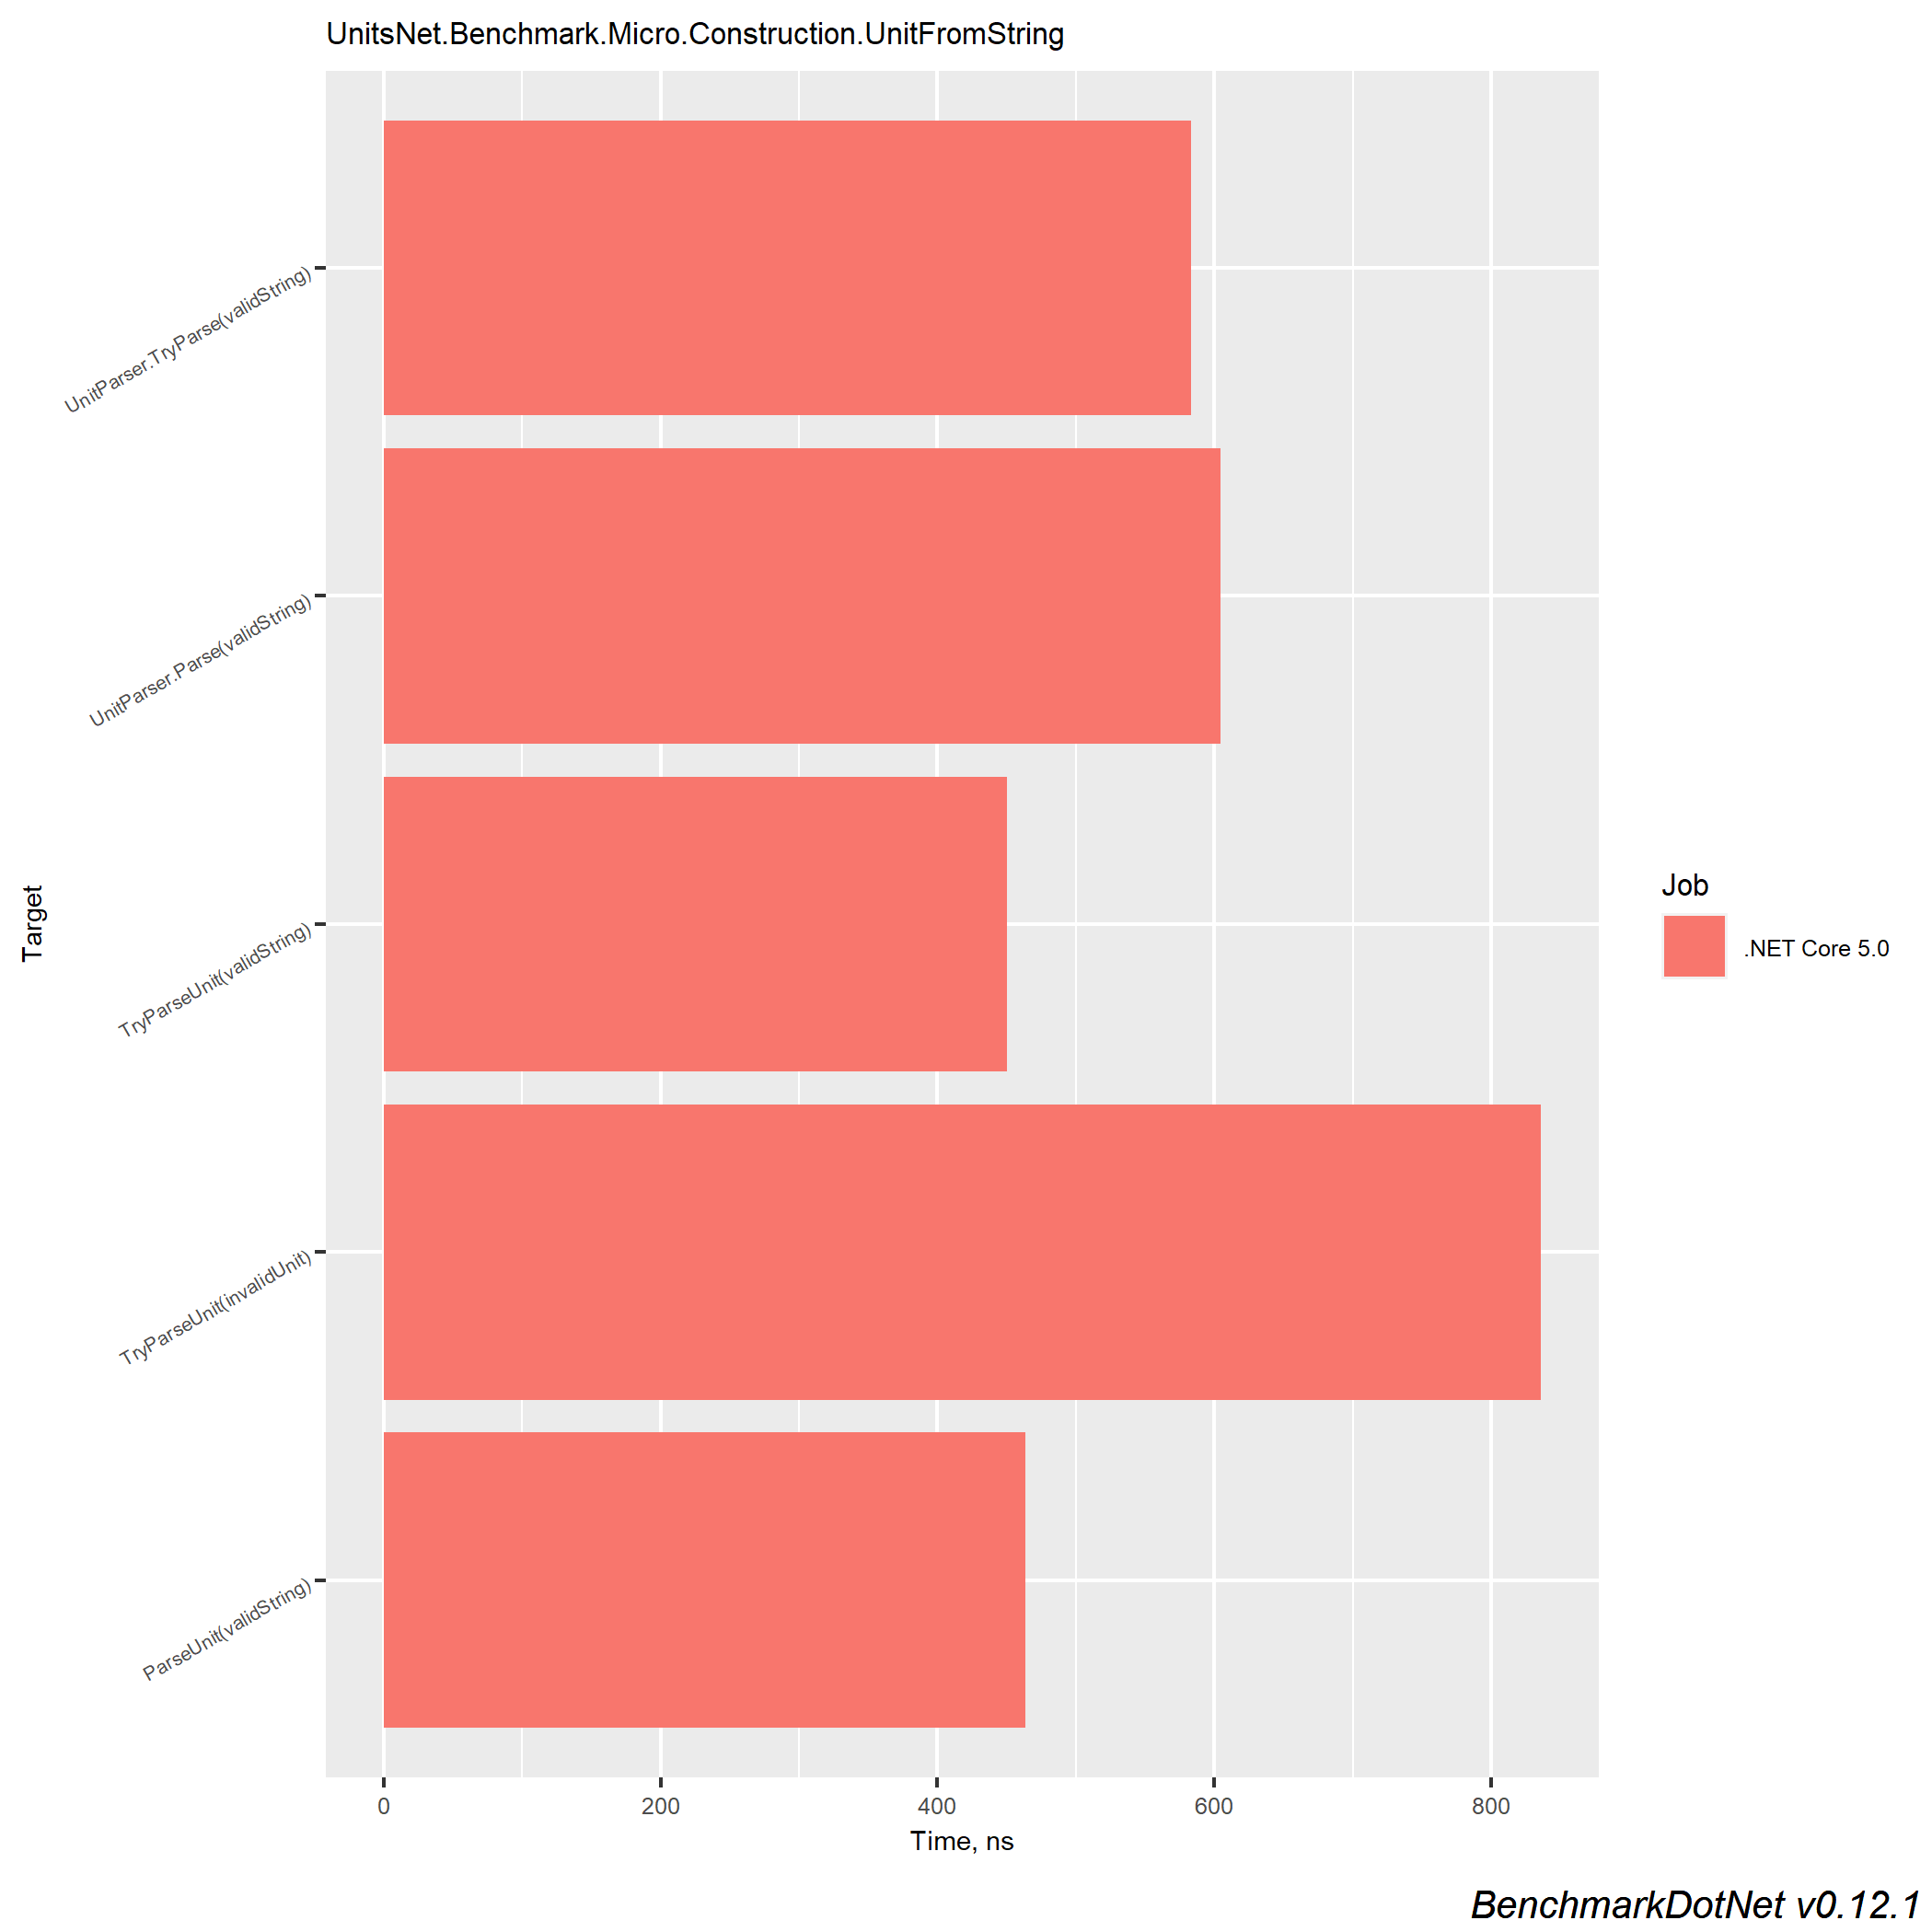 UnitsNet.Benchmark.Micro.Construction.UnitFromString
UnitParser.TryParse(validString)
UnitParser.Parse(validString)
TryParseUnit(validString)
TryParseUnit(invalidUnit)
ParseUnit(validString)
Target
0 200 400 600 800
Time, ns
Job
.NET Core 5.0
BenchmarkDotNet v0.12.1